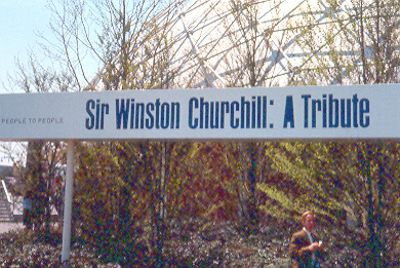 PEOPLE TO PEOPLE
Sir Winston Churchill: A Tribute